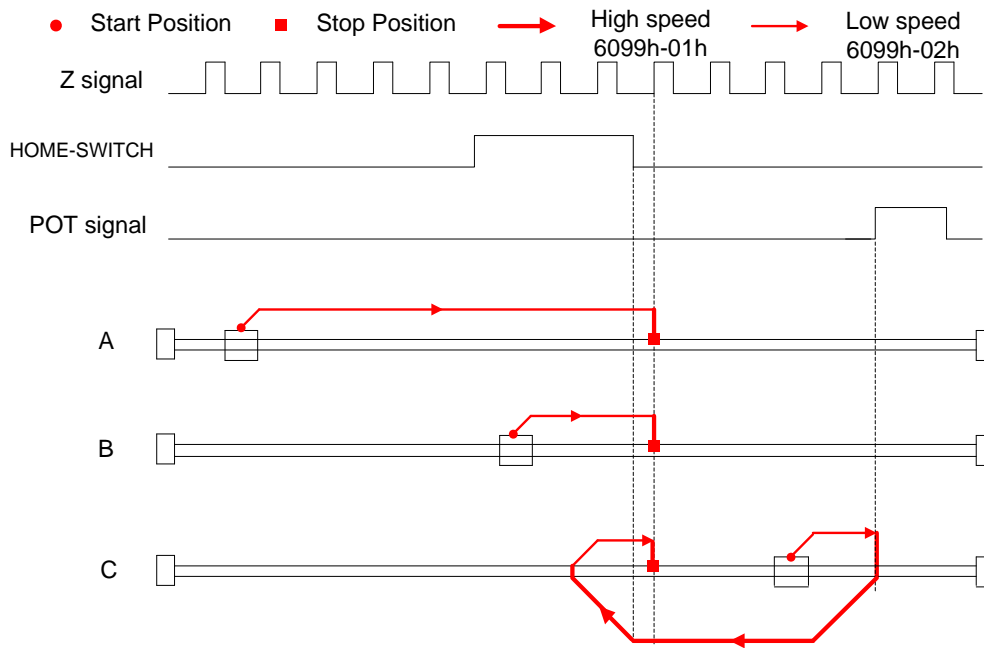 Start Position
Stop Position
High speed
6099h-01h
Low speed
6099h-02h
Z signal
HOME-SWITCH
POT signal
A
B
C